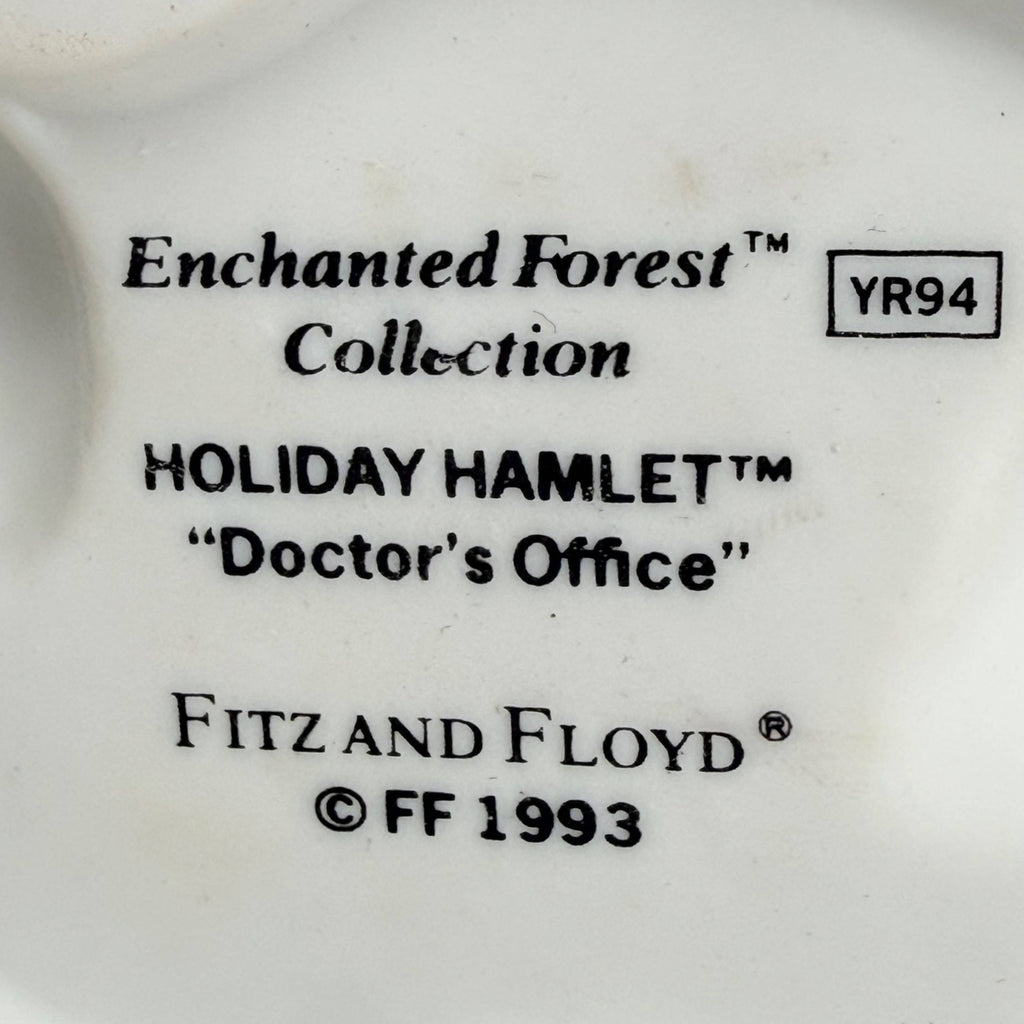 Enchanted Forest™
YR94
Collection
HOLIDAY HAMLET™
“Doctor’s Office”
FITZ AND FLOYD®
© FF 1993